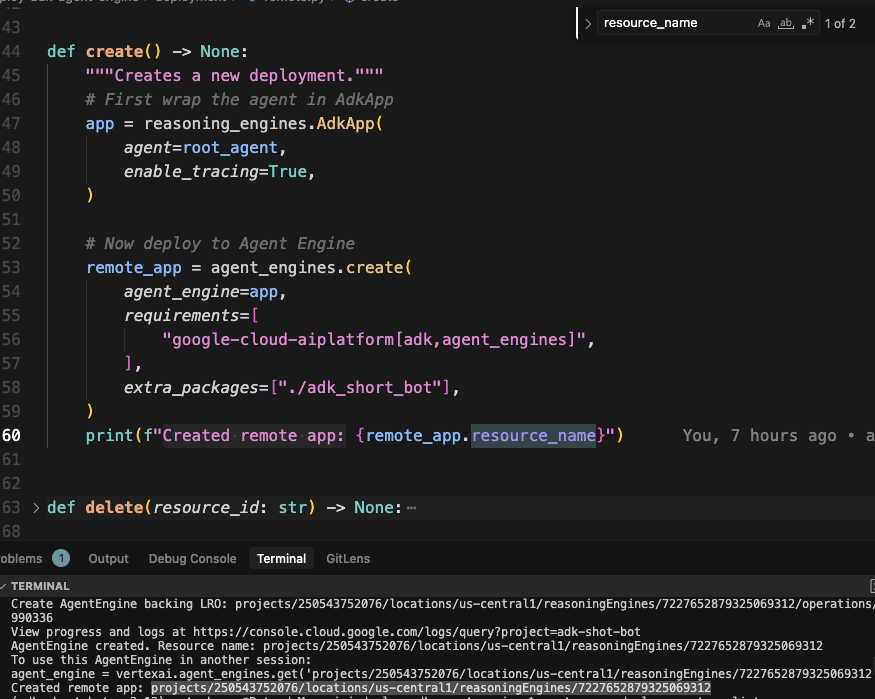 resource_name
Aa
ab
.*
1 of 2
43
44 def create() -> None:
45 """Creates a new deployment."""
46 # First wrap the agent in AdkApp
47 app = reasoning_engines.AdkApp(
48 agent=root_agent,
49 enable_tracing=True,
50 )
51
52 # Now deploy to Agent Engine
53 remote_app = agent_engines.create(
54 agent_engine=app,
55 requirements=[
56 "google-cloud-aiplatform[adk,agent_engines]",
57 ],
58 extra_packages=["./adk_short_bot"],
59 )
60 print(f"Created remote app: {remote_app.resource_name}") You, 7 hours ago • a
61
62
63 > def delete(resource_id: str) -> None:⋯
68
oblems 1 Output Debug Console Terminal GitLens
TERMINAL
Create AgentEngine backing LRO: projects/250543752076/locations/us-central1/reasoningEngines/7227652879325069312/operations/
990336
View progress and logs at https://console.cloud.google.com/logs/query?project=adk-shot-bot
AgentEngine created. Resource name: projects/250543752076/locations/us-central1/reasoningEngines/7227652879325069312
To use this AgentEngine in another session:
agent_engine = vertexai.agent_engines.get('projects/250543752076/locations/us-central1/reasoningEngines/7227652879325069312
Created remote app: projects/250543752076/locations/us-central1/reasoningEngines/7227652879325069312